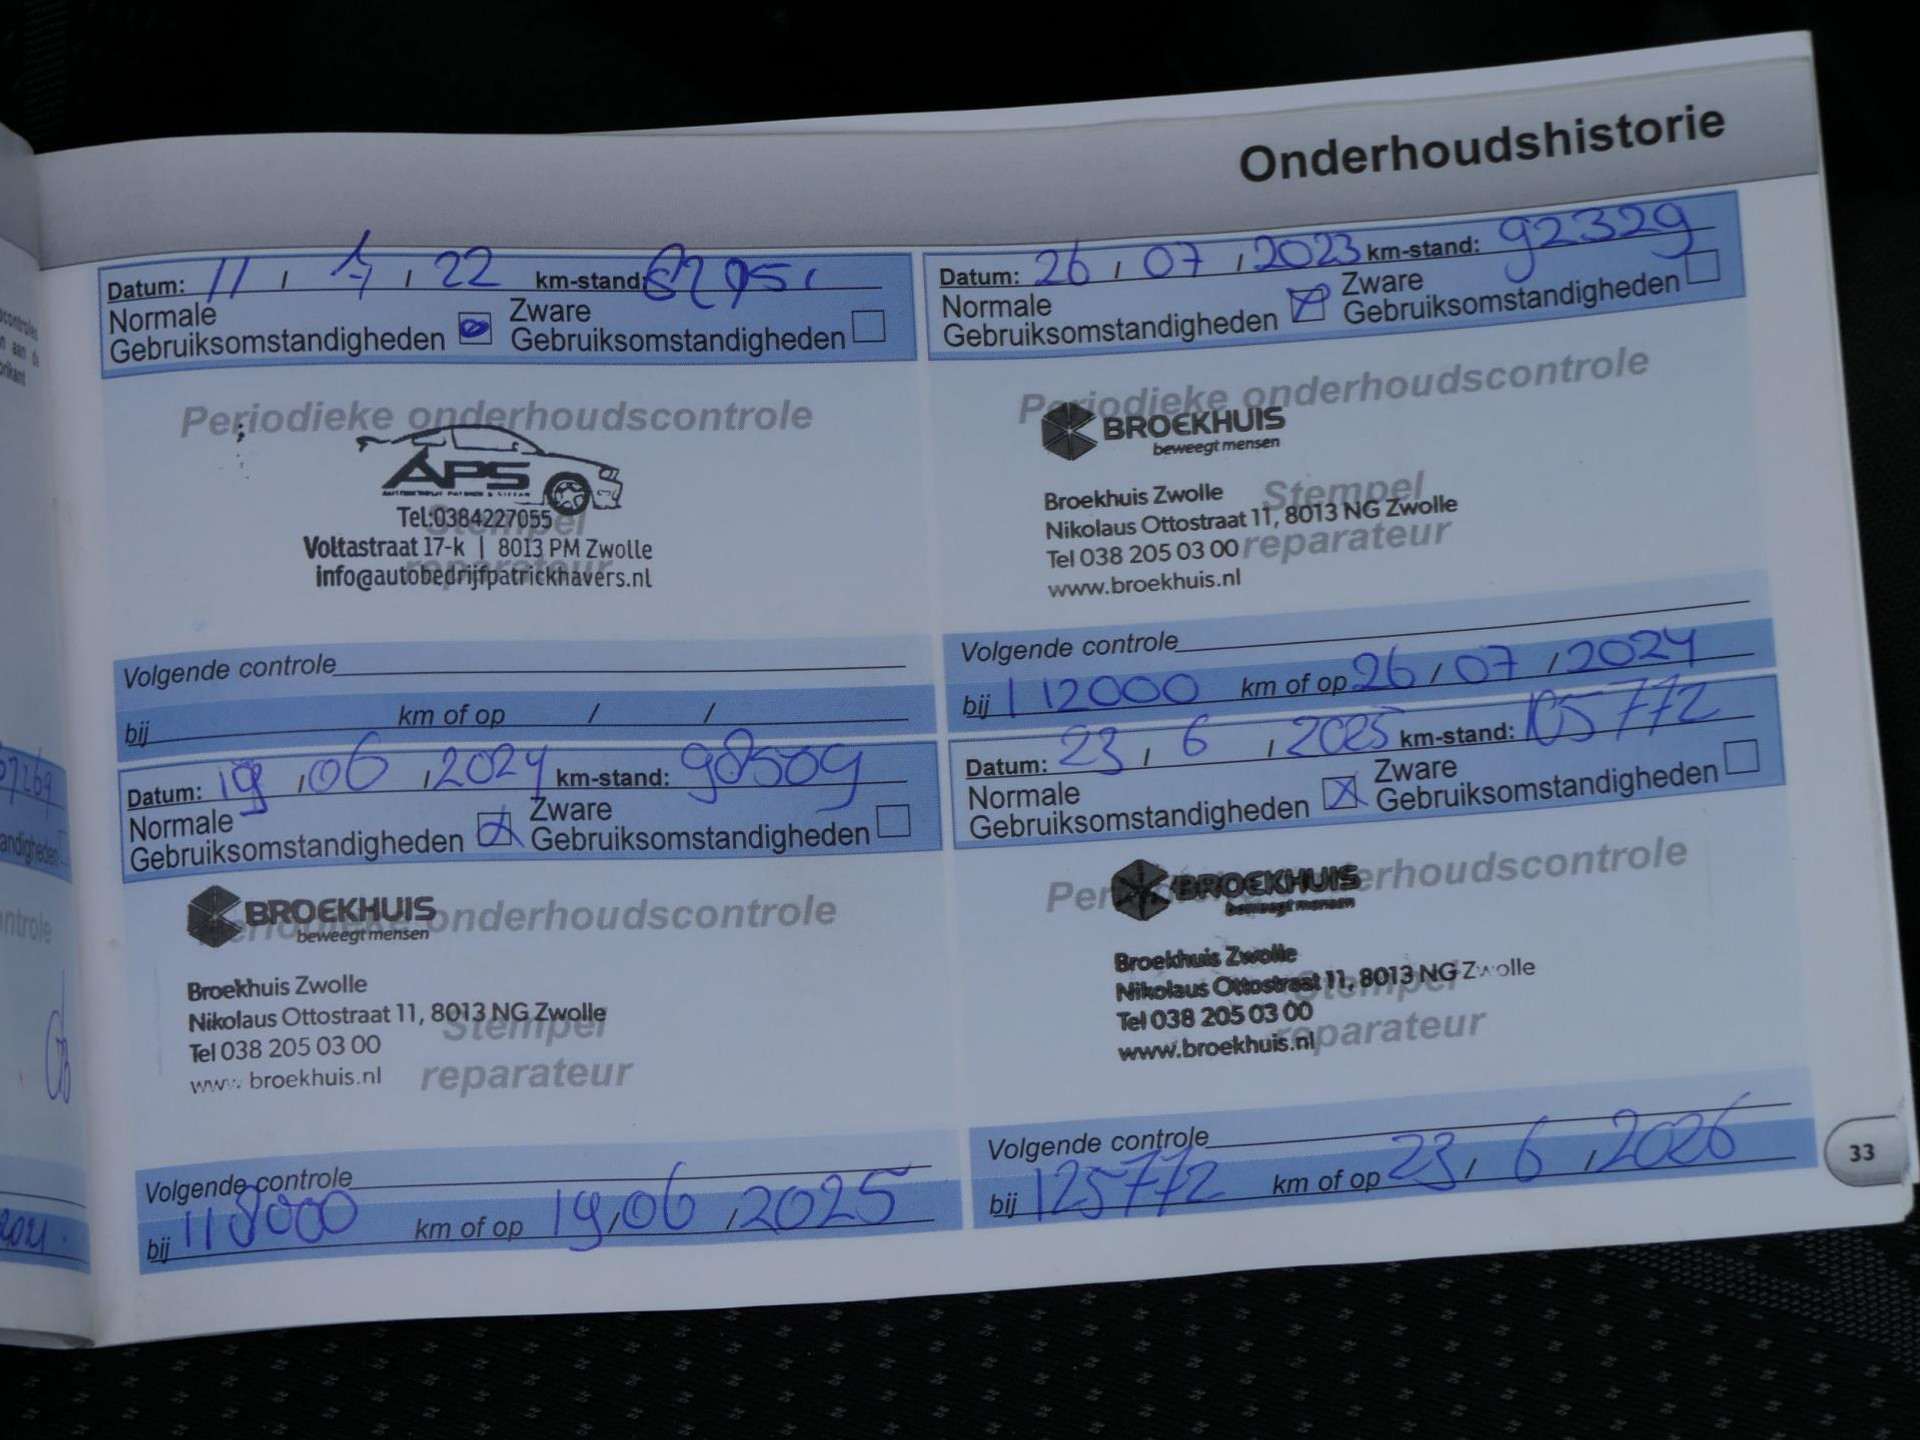 Onderhoudshistorie
Datum: 11 / / 22 km-stand:
Normale Gebruiksomstandigheden Zware Gebruiksomstandigheden
Periodieke onderhoudscontrole
APS
Tel:0384227055
Stempel
Voltastraat 17-k | 8013 PM Zwolle
reparateur
info@autobedrijfpatrickhavers.nl
Volgende controle
bij km of op / /
Datum: 26 / 07 / 2023 km-stand: 92329
Normale Gebruiksomstandigheden Zware Gebruiksomstandigheden
Periodieke onderhoudscontrole
BROEKHUIS
beweegt mensen
Broekhuis Zwolle
Stempel
Nikolaus Ottostraat 11, 8013 NG Zwolle
Tel 038 205 03 00
reparateur
www.broekhuis.nl
Volgende controle
bij 112000 km of op 26 / 07 / 2024
Datum: 19 / 06 / 2024 km-stand: 98509
Normale Gebruiksomstandigheden Zware Gebruiksomstandigheden
Periodieke onderhoudscontrole
BROEKHUIS
beweegt mensen
Broekhuis Zwolle
Nikolaus Ottostraat 11, 8013 NG Zwolle
Stempel
Tel 038 205 03 00
reparateur
www.broekhuis.nl
Volgende controle
bij 118000 km of op 19 / 06 / 2025
Datum: 23 / 6 / 2025 km-stand: 105772
Normale Gebruiksomstandigheden Zware Gebruiksomstandigheden
Periodieke onderhoudscontrole
BROEKHUIS
beweegt mensen
Broekhuis Zwolle
Nikolaus Ottostraat 11, 8013 NG Zwolle
Stempel
Tel 038 205 03 00
reparateur
www.broekhuis.nl
Volgende controle
bij 125772 km of op 23 / 6 / 2026
33